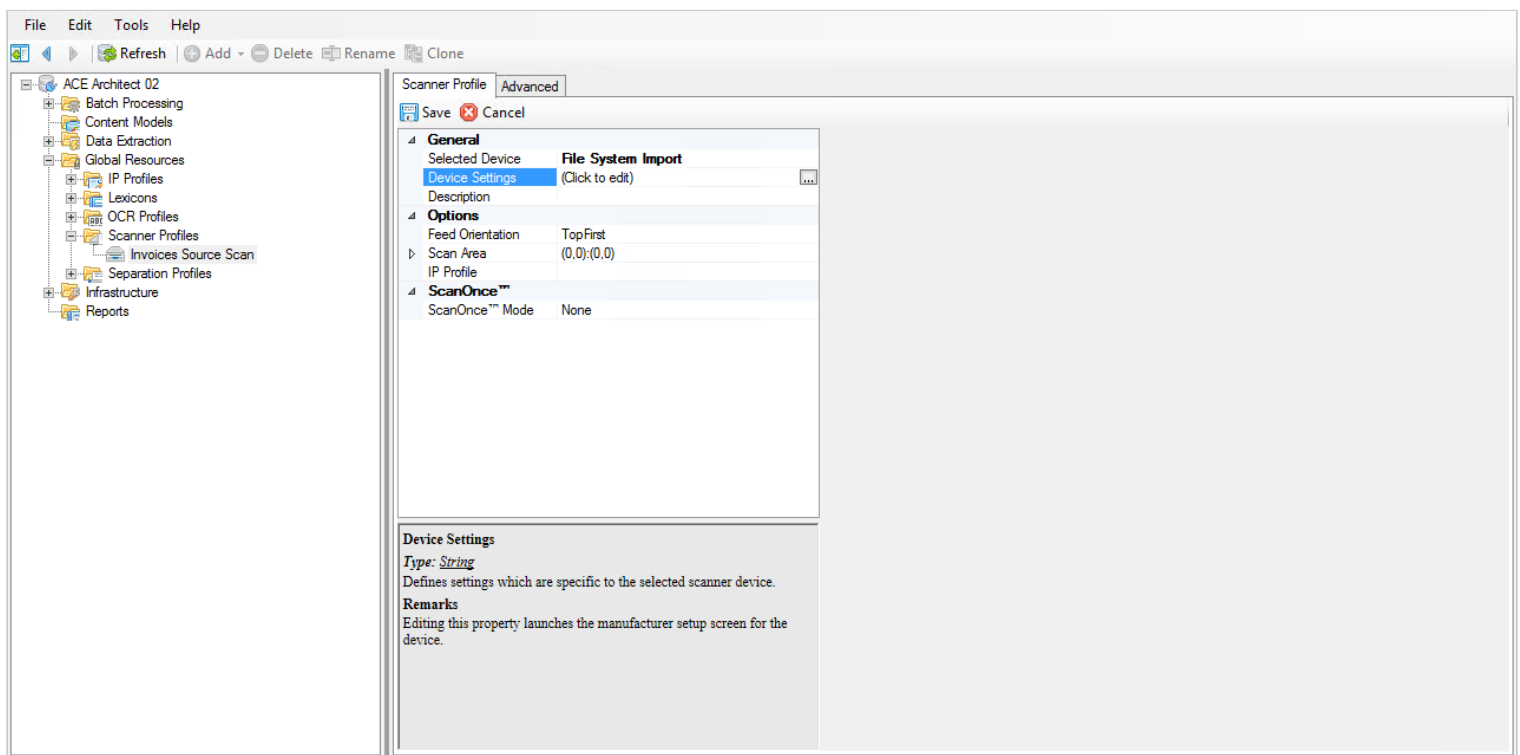 File Edit Tools Help
Refresh Add Delete Rename Clone
ACE Architect 02
Batch Processing
Content Models
Data Extraction
Global Resources
IP Profiles
Lexicons
OCR Profiles
Scanner Profiles
Invoices Source Scan
Separation Profiles
Infrastructure
Reports
Scanner Profile Advanced
Save Cancel
General
Selected Device File System Import
Device Settings (Click to edit) ...
Description
Options
Feed Orientation TopFirst
Scan Area (0,0):(0,0)
IP Profile
ScanOnce™
ScanOnce™ Mode None
Device Settings
Type: String
Defines settings which are specific to the selected scanner device.
Remarks
Editing this property launches the manufacturer setup screen for the
device.